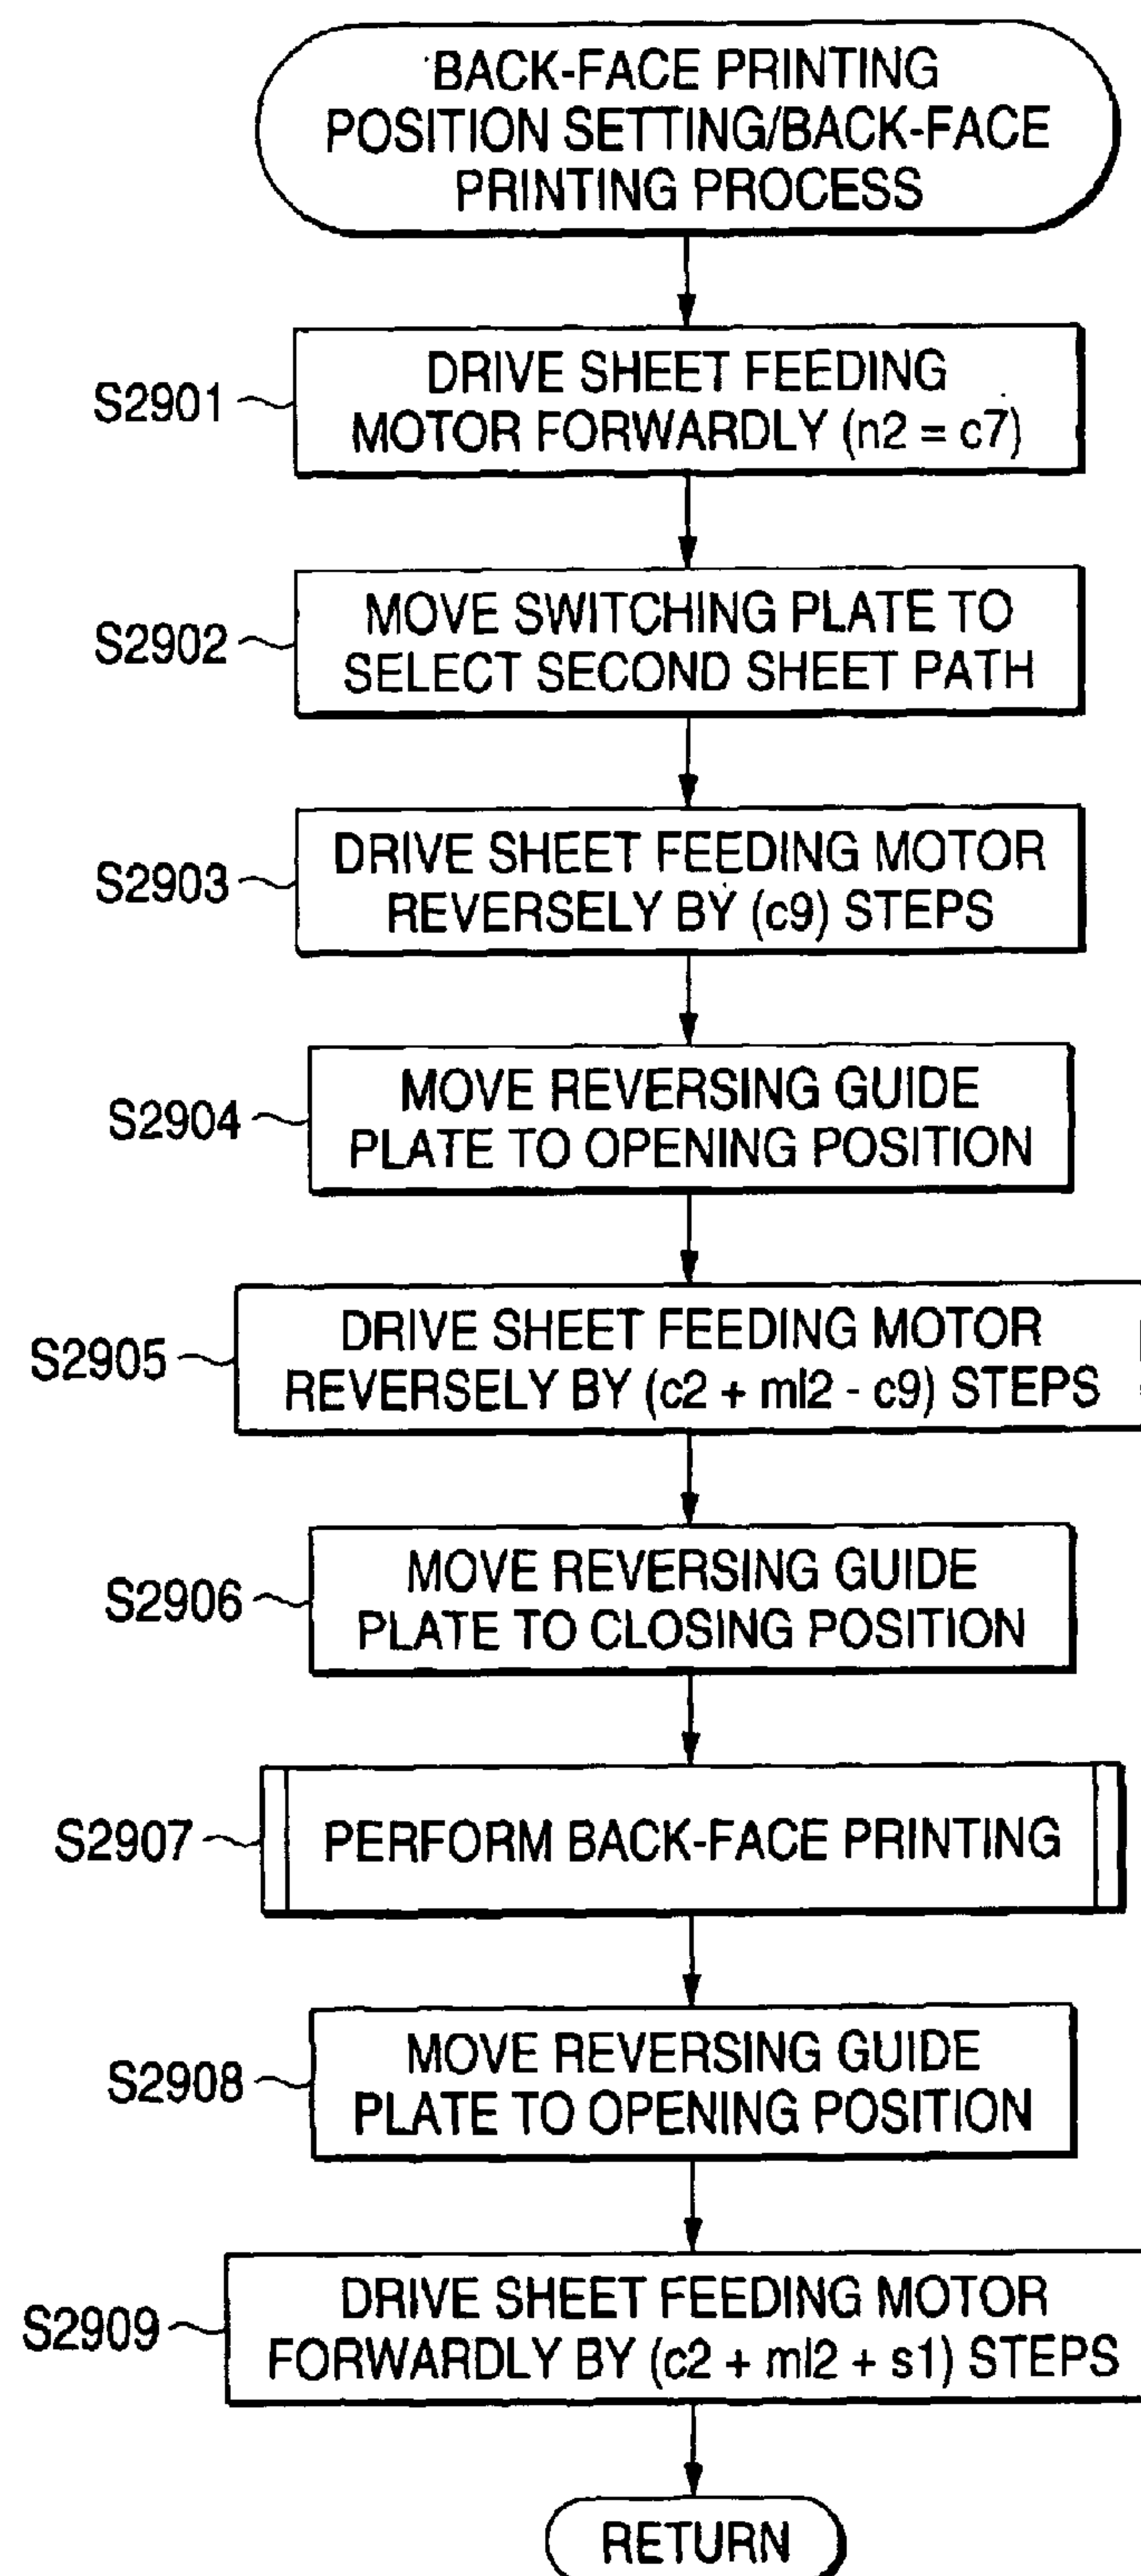 BACK-FACE PRINTING
POSITION SETTING/BACK-FACE
PRINTING PROCESS
S2901
DRIVE SHEET FEEDING
MOTOR FORWARDLY (n2 = c7)
S2902
MOVE SWITCHING PLATE TO
SELECT SECOND SHEET PATH
S2903
DRIVE SHEET FEEDING MOTOR
REVERSELY BY (c9) STEPS
S2904
MOVE REVERSING GUIDE
PLATE TO OPENING POSITION
S2905
DRIVE SHEET FEEDING MOTOR
REVERSELY BY (c2 + ml2 - c9) STEPS
S2906
MOVE REVERSING GUIDE
PLATE TO CLOSING POSITION
S2907
PERFORM BACK-FACE PRINTING
S2908
MOVE REVERSING GUIDE
PLATE TO OPENING POSITION
S2909
DRIVE SHEET FEEDING MOTOR
FORWARDLY BY (c2 + ml2 + s1) STEPS
RETURN